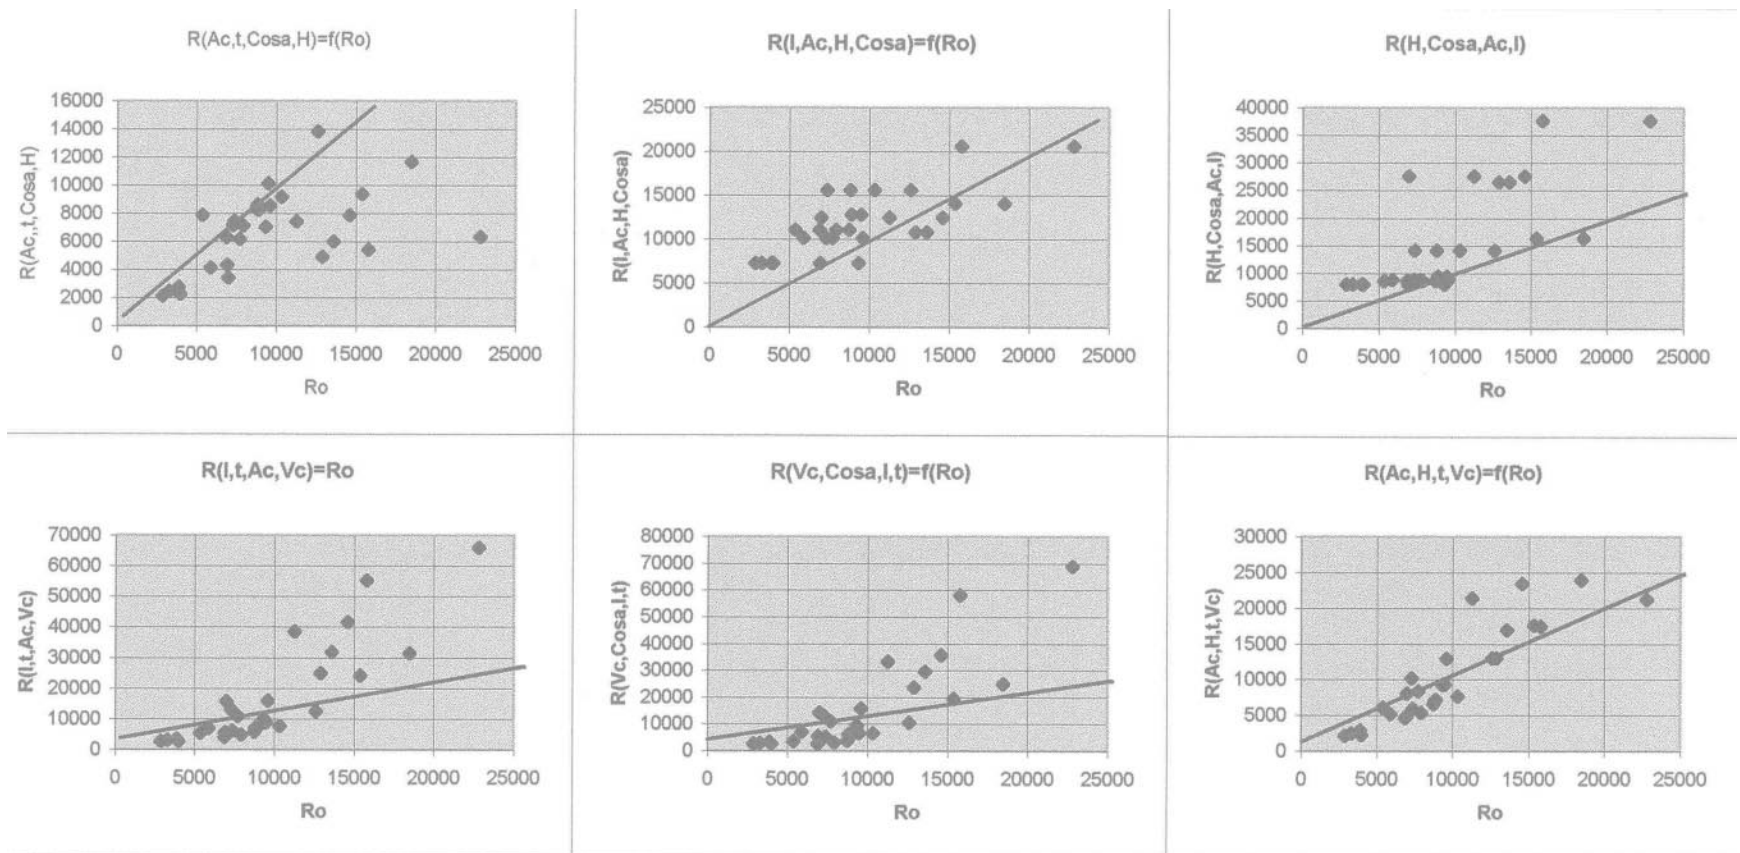 R(Ac,t,Cosa,H)=f(Ro)
R(Ac,,t,Cosa,H)
16000
14000
12000
10000
8000
6000
4000
2000
0
0 5000 10000 15000 20000 25000
Ro
R(I,Ac,H,Cosa)=f(Ro)
R(I,Ac,H,Cosa)
25000
20000
15000
10000
5000
0
0 5000 10000 15000 20000 25000
Ro
R(H,Cosa,Ac,I)
R(H,Cosa,Ac,I)
40000
35000
30000
25000
20000
15000
10000
5000
0
0 5000 10000 15000 20000 25000
Ro
R(I,t,Ac,Vc)=Ro
R(I,t,Ac,Vc)
70000
60000
50000
40000
30000
20000
10000
0
0 5000 10000 15000 20000 25000
Ro
R(Vc,Cosa,I,t)=f(Ro)
R(Vc,Cosa,I,t)
80000
70000
60000
50000
40000
30000
20000
10000
0
0 5000 10000 15000 20000 25000
Ro
R(Ac,H,t,Vc)=f(Ro)
R(Ac,H,t,Vc)
30000
25000
20000
15000
10000
5000
0
0 5000 10000 15000 20000 25000
Ro